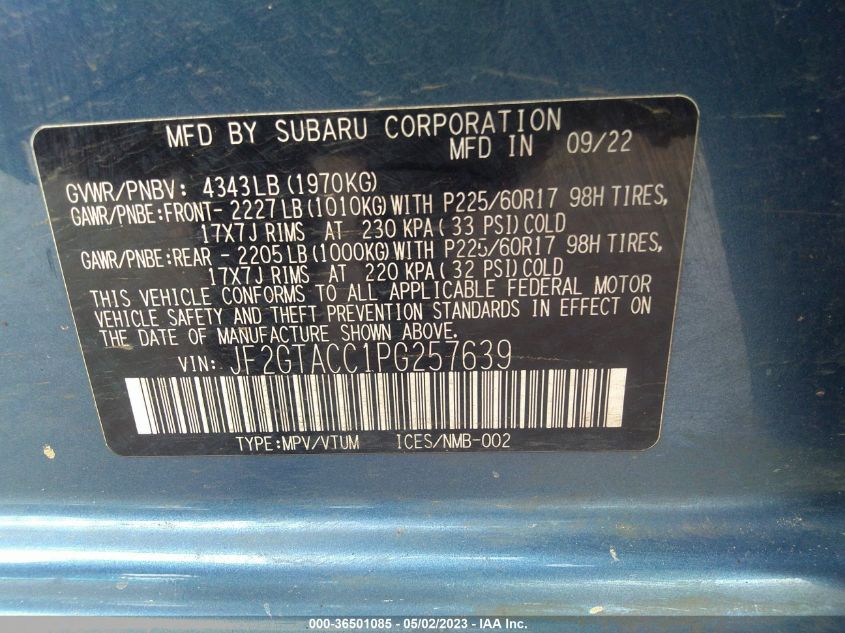 MFD BY SUBARU CORPORATION
MFD IN 09/22
GVWR/PNBV: 4343LB (1970KG)
GAWR/PNBE:FRONT- 2227LB (1010KG) WITH P225/60R17 98H TIRES,
17X7J RIMS AT 230 KPA (33 PSI) COLD
GAWR/PNBE:REAR - 2205LB (1000KG) WITH P225/60R17 98H TIRES,
17X7J RIMS AT 220 KPA (32 PSI) COLD
THIS VEHICLE CONFORMS TO ALL APPLICABLE FEDERAL MOTOR
VEHICLE SAFETY AND THEFT PREVENTION STANDARDS IN EFFECT ON
THE DATE OF MANUFACTURE SHOWN ABOVE.
VIN: JF2GTACC1PG257639
TYPE:MPV/VTUM ICES/NMB-002
000-36501085 - 05/02/2023 - IAA Inc.